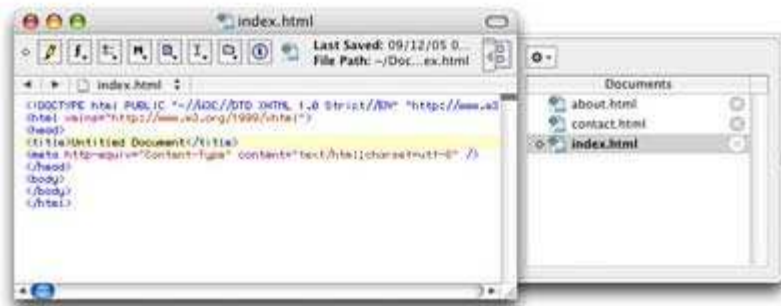 index.html
Last Saved: 09/12/05 0...
File Path: ~/Doc...ex.html
index.html
<!DOCTYPE html PUBLIC "-//W3C//DTD XHTML 1.0 Strict//EN" "http://www.w3
<html xmlns="http://www.w3.org/1999/xhtml">
<head>
<title>Untitled Document</title>
<meta http-equiv="Content-Type" content="text/html;charset=utf-8" />
</head>
<body>
</body>
</html>
Documents
about.html
contact.html
index.html